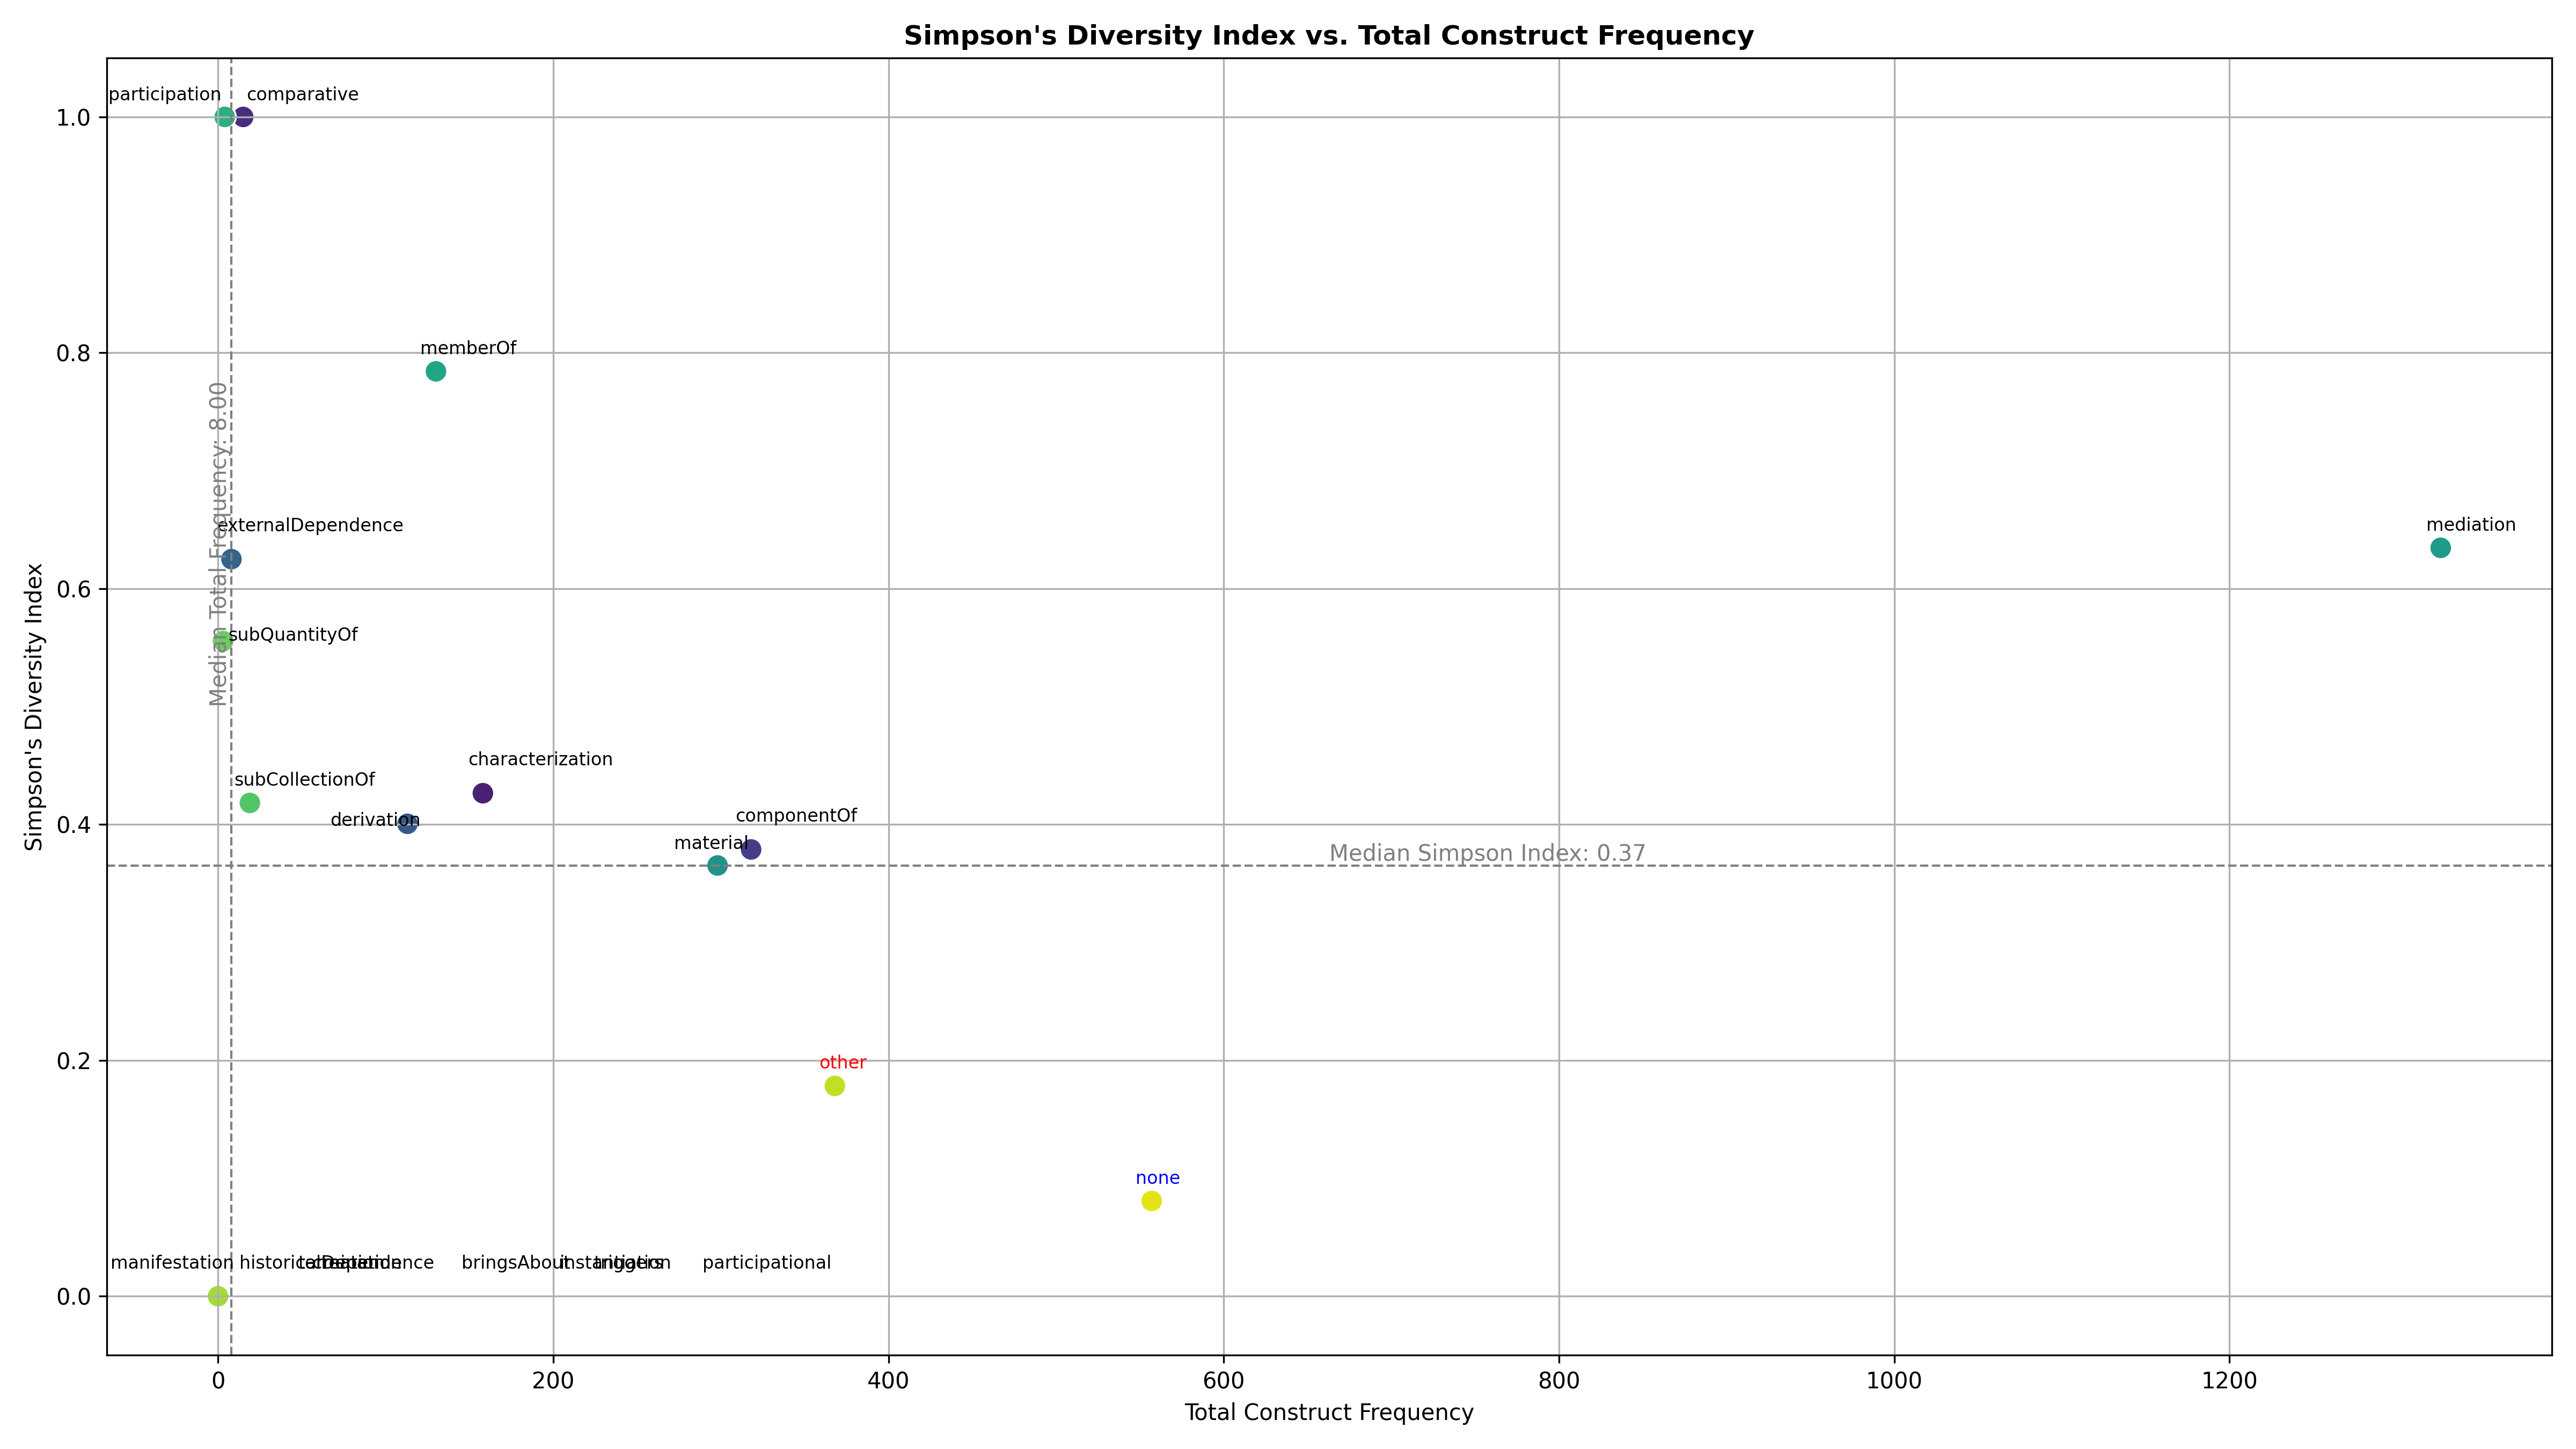 Simpson's Diversity Index vs. Total Construct Frequency
participation
comparative
1.0
memberOf
0.8
Median Total Frequency: 8.00
externalDependence
mediation
0.6
subQuantityOf
Simpson's Diversity Index
characterization
subCollectionOf
derivation
componentOf
0.4
material
Median Simpson Index: 0.37
other
0.2
none
manifestation
bringsAbout
participational
0.0
0 200 400 600 800 1000 1200
Total Construct Frequency